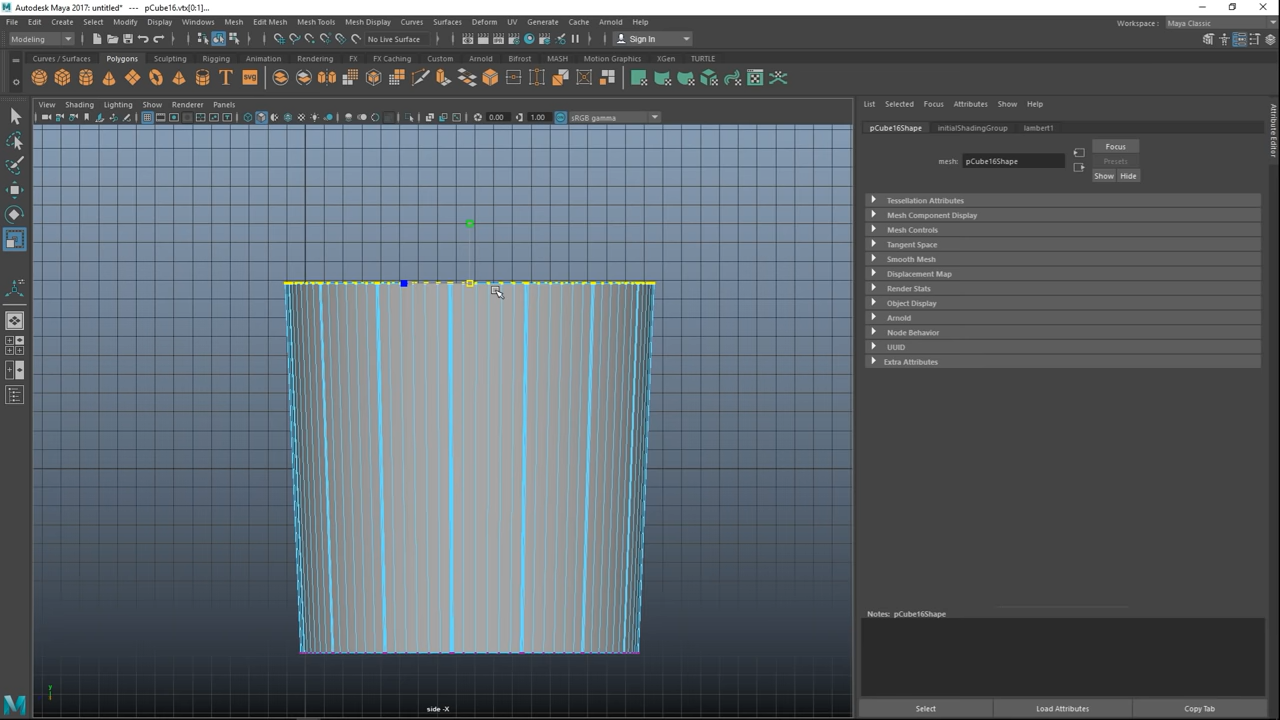 Autodesk Maya 2017: untitled* --- pCube16.vtx[0:1]...
File Edit Create Select Modify Display Windows Mesh Edit Mesh Mesh Tools Mesh Display Curves Surfaces Deform UV Generate Cache Arnold Help
Workspace : Maya Classic
Modeling No Live Surface Sign In
Curves / Surfaces Polygons Sculpting Rigging Animation Rendering FX FX Caching Custom Arnold Bifrost MASH Motion Graphics XGen TURTLE
T SVG
View Shading Lighting Show Renderer Panels
0.00 1.00 sRGB gamma
List Selected Focus Attributes Show Help
pCube16Shape initialShadingGroup lambert1
Focus
mesh: pCube16Shape
Presets
Show Hide
Tessellation Attributes
Mesh Component Display
Mesh Controls
Tangent Space
Smooth Mesh
Displacement Map
Render Stats
Object Display
Arnold
Node Behavior
UUID
Extra Attributes
Attribute Editor
Notes: pCube16Shape
y
side -X
Select Load Attributes Copy Tab